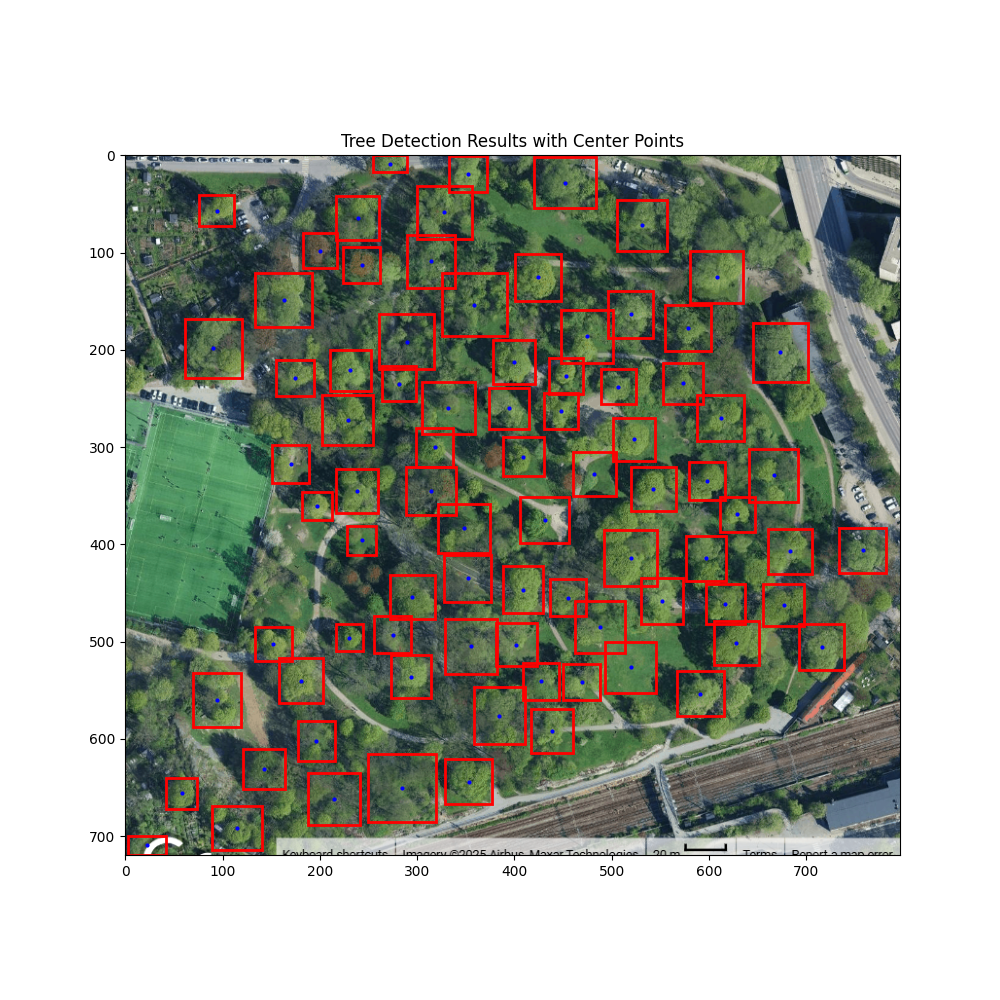 Tree Detection Results with Center Points
0
100
200
300
400
500
600
700
Keyboard shortcuts Imagery ©2025 Airbus, Maxar Technologies 20 m Terms Report a map error
0 100 200 300 400 500 600 700